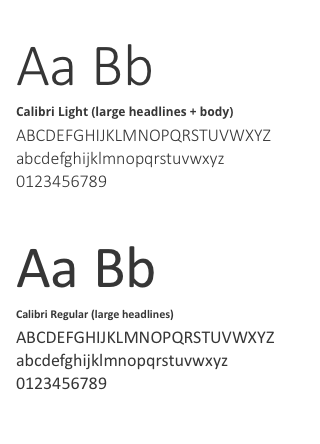 Aa Bb
Calibri Light (large headlines + body)
ABCDEFGHIJKLMNOPQRSTUVWXYZ
abcdefghijklmnopqrstuvwxyz
0123456789
Aa Bb
Calibri Regular (large headlines)
ABCDEFGHIJKLMNOPQRSTUVWXYZ
abcdefghijklmnopqrstuvwxyz
0123456789